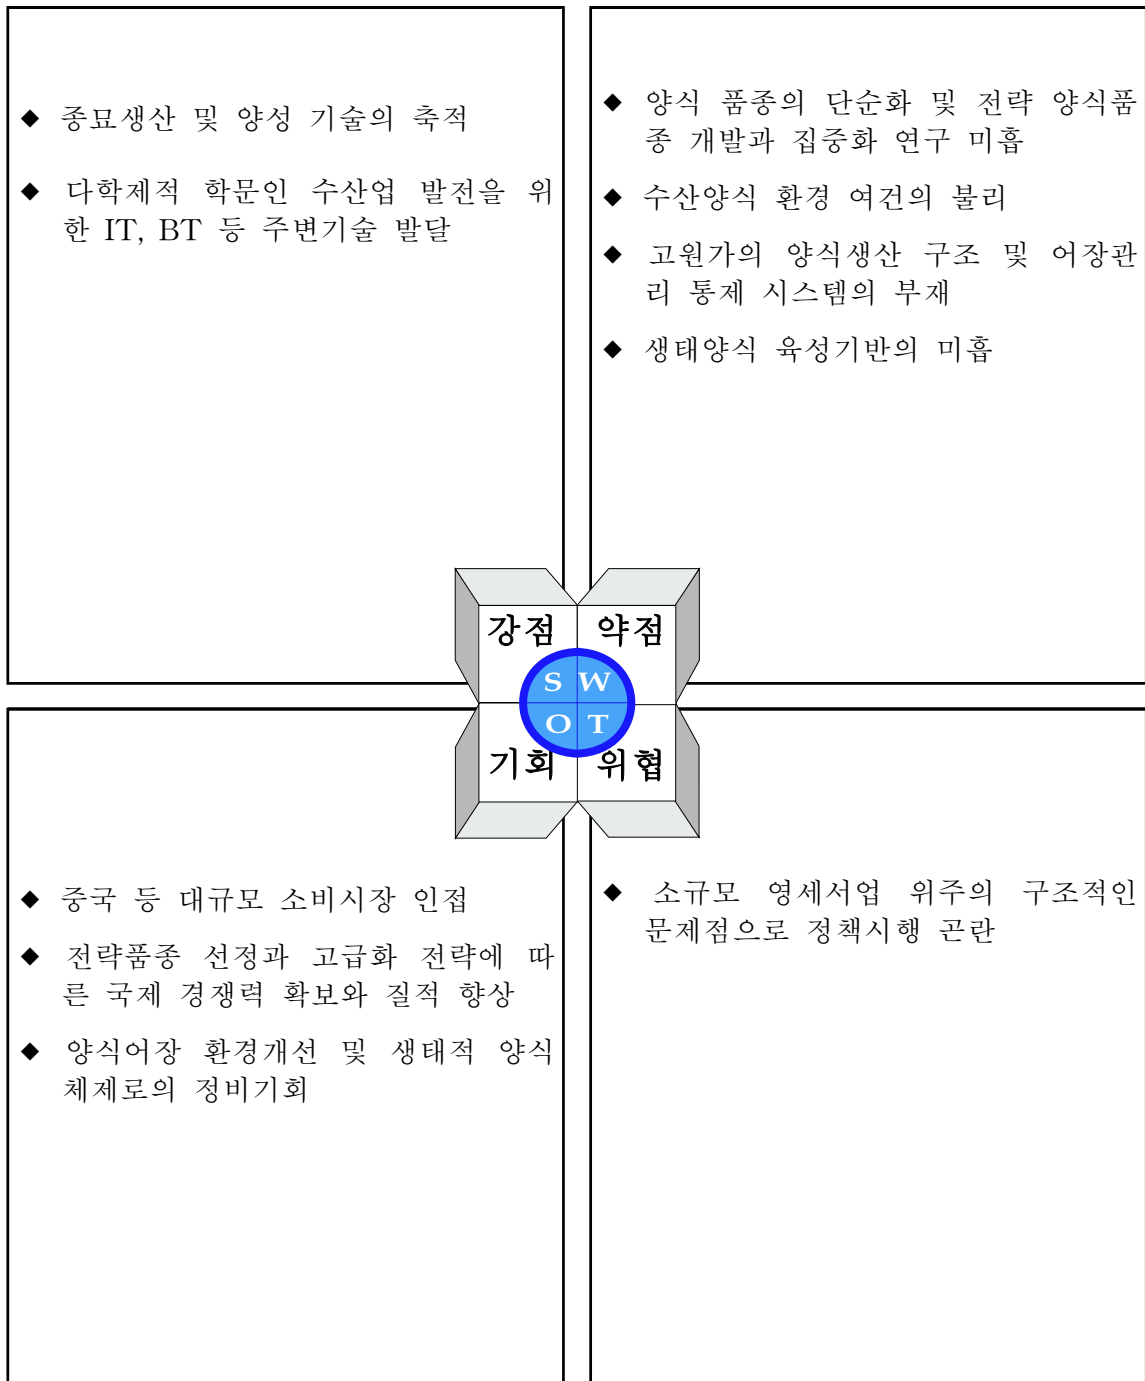 ◆ 종묘생산 및 양성 기술의 축적
◆ 다학제적 학문인 수산업 발전을 위
한 IT, BT 등 주변기술 발달
◆ 양식 품종의 단순화 및 전략 양식품
종 개발과 집중화 연구 미흡
◆ 수산양식 환경 여건의 불리
◆ 고원가의 양식생산 구조 및 어장관
리 통제 시스템의 부재
◆ 생태양식 육성기반의 미흡
강점 약점
S W
O T
기회 위협
◆ 중국 등 대규모 소비시장 인접
◆ 전략품종 선정과 고급화 전략에 따
른 국제 경쟁력 확보와 질적 향상
◆ 양식어장 환경개선 및 생태적 양식
체제로의 정비기회
◆ 소규모 영세서업 위주의 구조적인
문제점으로 정책시행 곤란